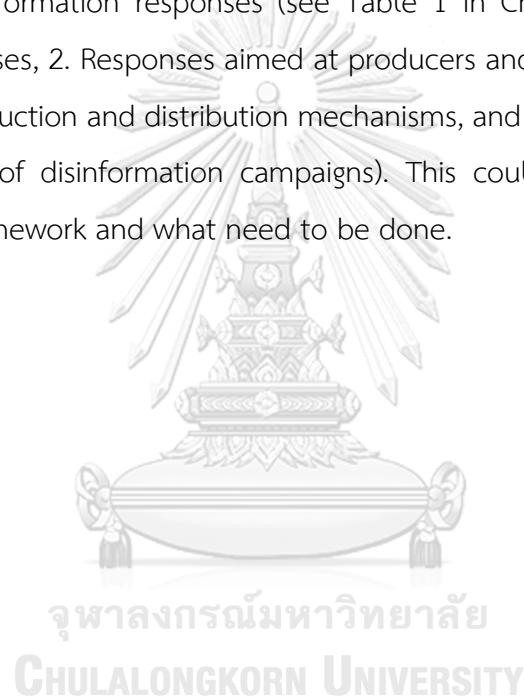 formation responses (see Table 1 in Ch
ses, 2. Responses aimed at producers and
uction and distribution mechanisms, and
of disinformation campaigns). This coul
nework and what need to be done.
จุฬาลงกรณ์มหาวิทยาลัย
CHULALONGKORN UNIVERSITY